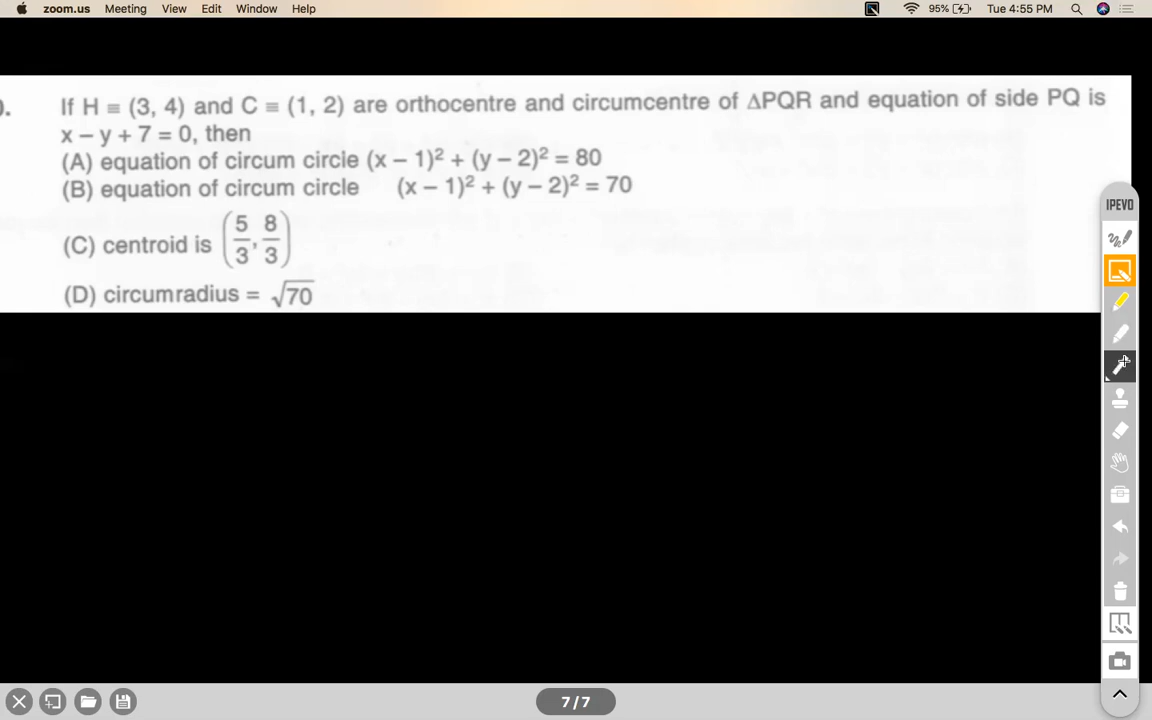 zoom.us Meeting View Edit Window Help 95% Tue 4:55 PM
0. If H ≡ (3, 4) and C ≡ (1, 2) are orthocentre and circumcentre of ΔPQR and equation of side PQ is
x – y + 7 = 0, then
(A) equation of circum circle (x – 1)² + (y – 2)² = 80
(B) equation of circum circle (x – 1)² + (y – 2)² = 70
(C) centroid is (5/3, 8/3)
(D) circumradius = √70
IPEVO
7 / 7